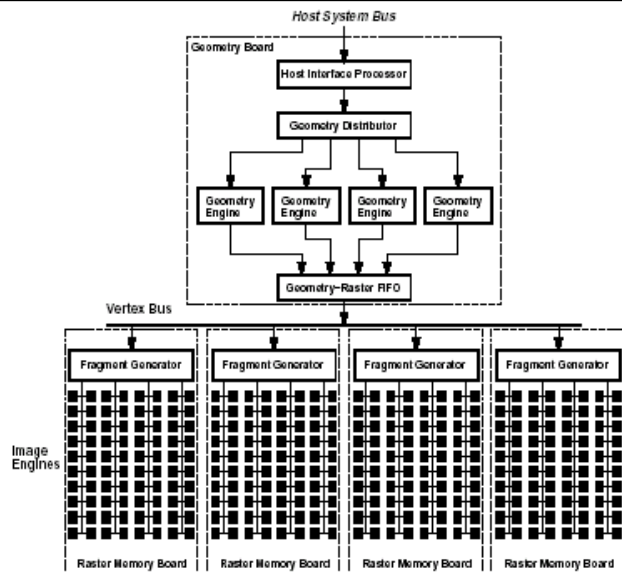 Host System Bus
Geometry Board
Host Interface Processor
Geometry Distributor
Geometry
Engine
Geometry
Engine
Geometry
Engine
Geometry
Engine
Geometry-Raster FIFO
Vertex Bus
Fragment Generator
Fragment Generator
Fragment Generator
Fragment Generator
Image
Engines
Raster Memory Board
Raster Memory Board
Raster Memory Board
Raster Memory Board